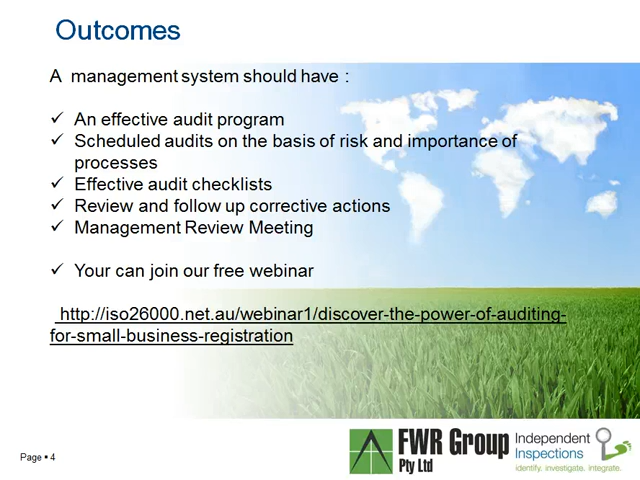 Outcomes
A management system should have :
✓ An effective audit program
✓ Scheduled audits on the basis of risk and importance of
processes
✓ Effective audit checklists
✓ Review and follow up corrective actions
✓ Management Review Meeting
✓ Your can join our free webinar
http://iso26000.net.au/webinar1/discover-the-power-of-auditing-
for-small-business-registration
Page ▪ 4
FWR Group
Pty Ltd
Independent
Inspections
identify. investigate. integrate.